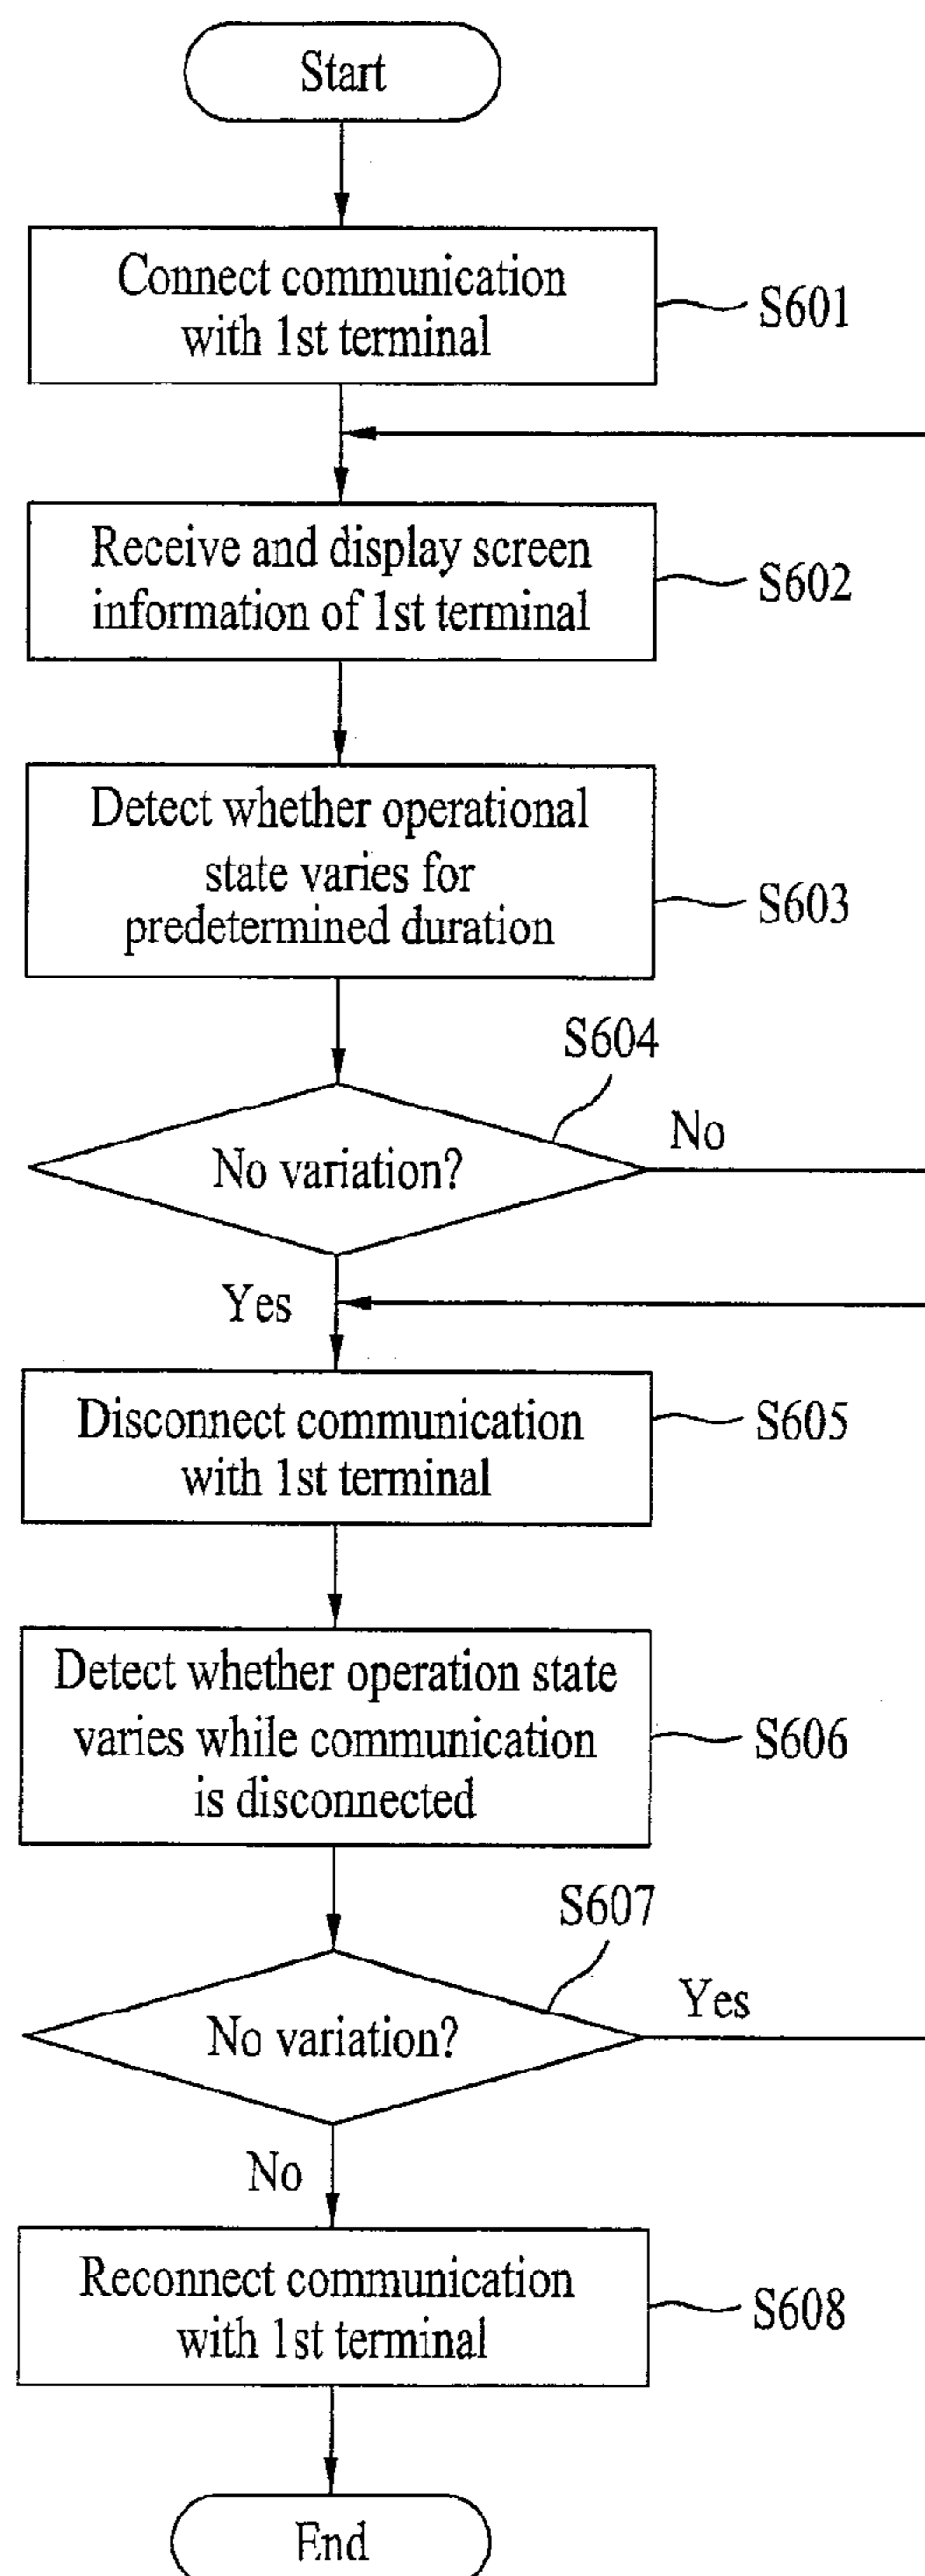 Start
Connect communication
with 1st terminal
S601
Receive and display screen
information of 1st terminal
S602
Detect whether operational
state varies for
predetermined duration
S603
S604
No variation?
No
Yes
Disconnect communication
with 1st terminal
S605
Detect whether operation state
varies while communication
is disconnected
S606
S607
No variation?
Yes
No
Reconnect communication
with 1st terminal
S608
End